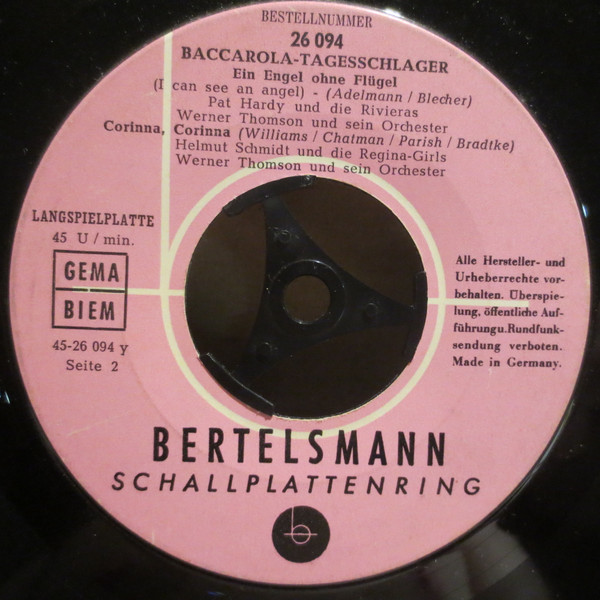 BESTELLNUMMER
26 094
BACCAROLA-TAGESSCHLAGER
Ein Engel ohne Flügel
(I can see an angel) - (Adelmann / Blecher)
Pat Hardy und die Rivieras
Werner Thomson und sein Orchester
Corinna, Corinna (Williams / Chatman / Parish / Bradtke)
Helmut Schmidt und die Regina-Girls
Werner Thomson und sein Orchester
LANGSPIELPLATTE
45 U / min.
GEMA
BIEM
45-26 094 y
Seite 2
Alle Hersteller- und
Urheberrechte vor-
behalten. Überspie-
lung, öffentliche Auf-
führung u. Rundfunk-
sendung verboten.
Made in Germany.
BERTELSMANN
SCHALLPLATTENRING
b